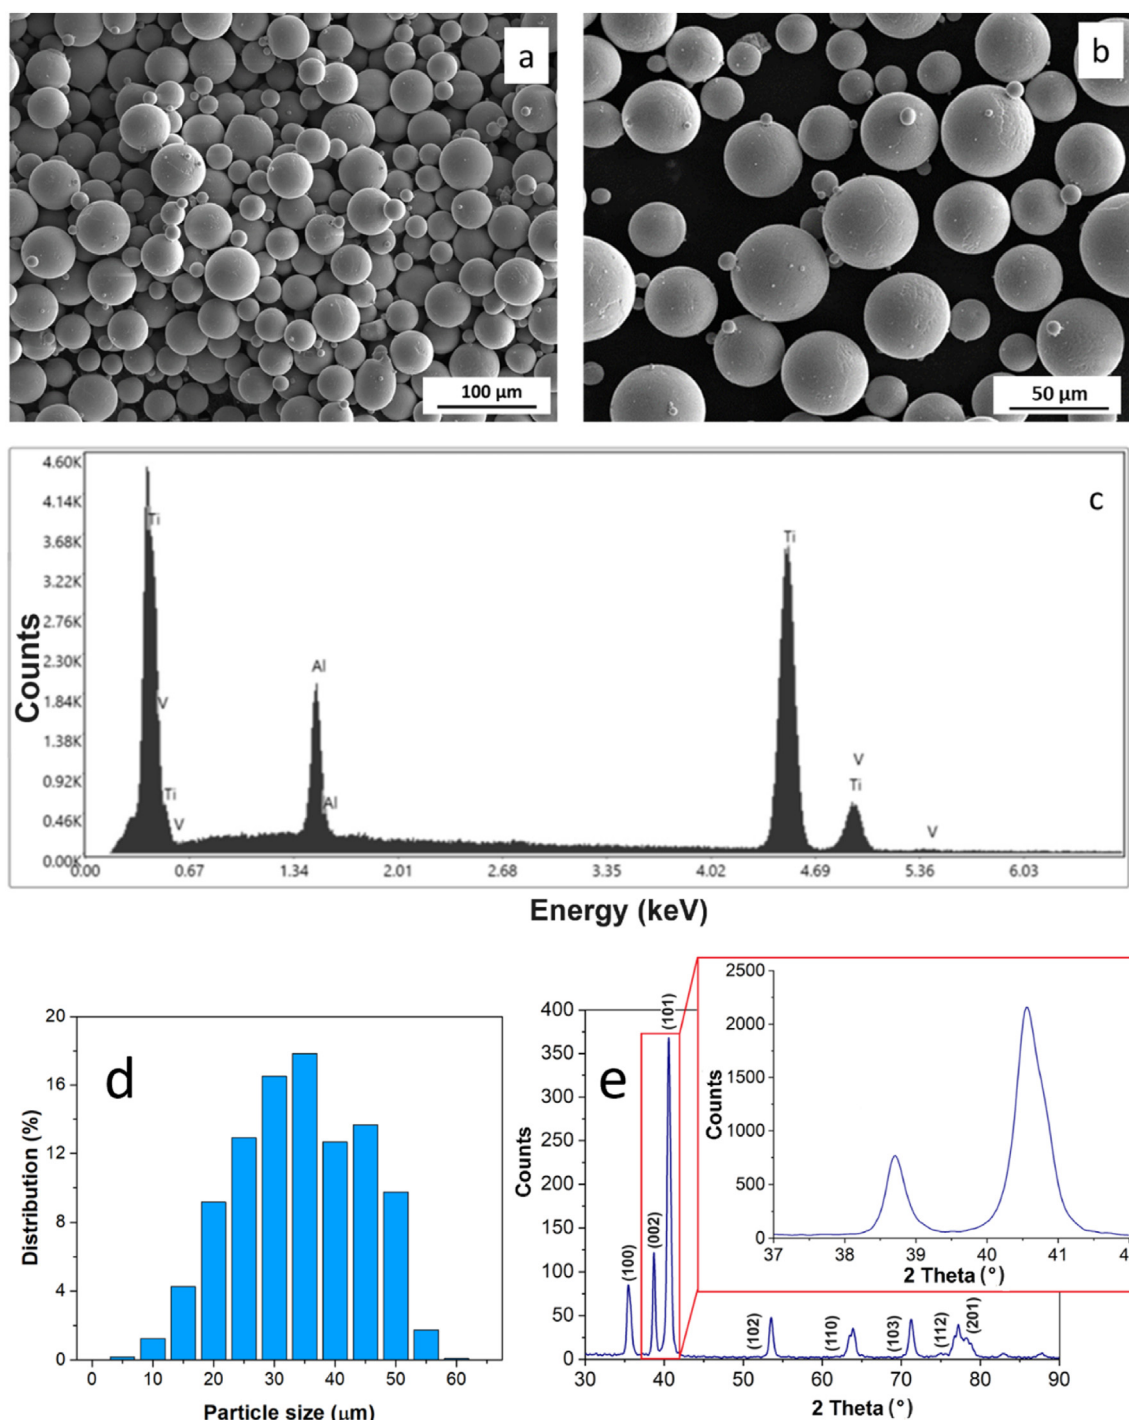 a
100 µm
b
50 µm
c
Counts
4.60K
4.14K
3.68K
3.22K
2.76K
2.30K
1.84K
1.38K
0.92K
0.46K
0.00K
Ti
V
Ti
V
Al
Al
Ti
V
Ti
V
0.00 0.67 1.34 2.01 2.68 3.35 4.02 4.69 5.36 6.03
Energy (keV)
d
Distribution (%)
20
16
12
8
4
0
0 10 20 30 40 50 60
Particle size (µm)
e
Counts
400
350
300
250
200
150
100
50
0
(100)
(002)
(101)
(102)
(110)
(103)
(112)
(201)
30 40 50 60 70 80 90
2 Theta (°)
Counts
2500
2000
1500
1000
500
0
37 38 39 40 41
2 Theta (°)